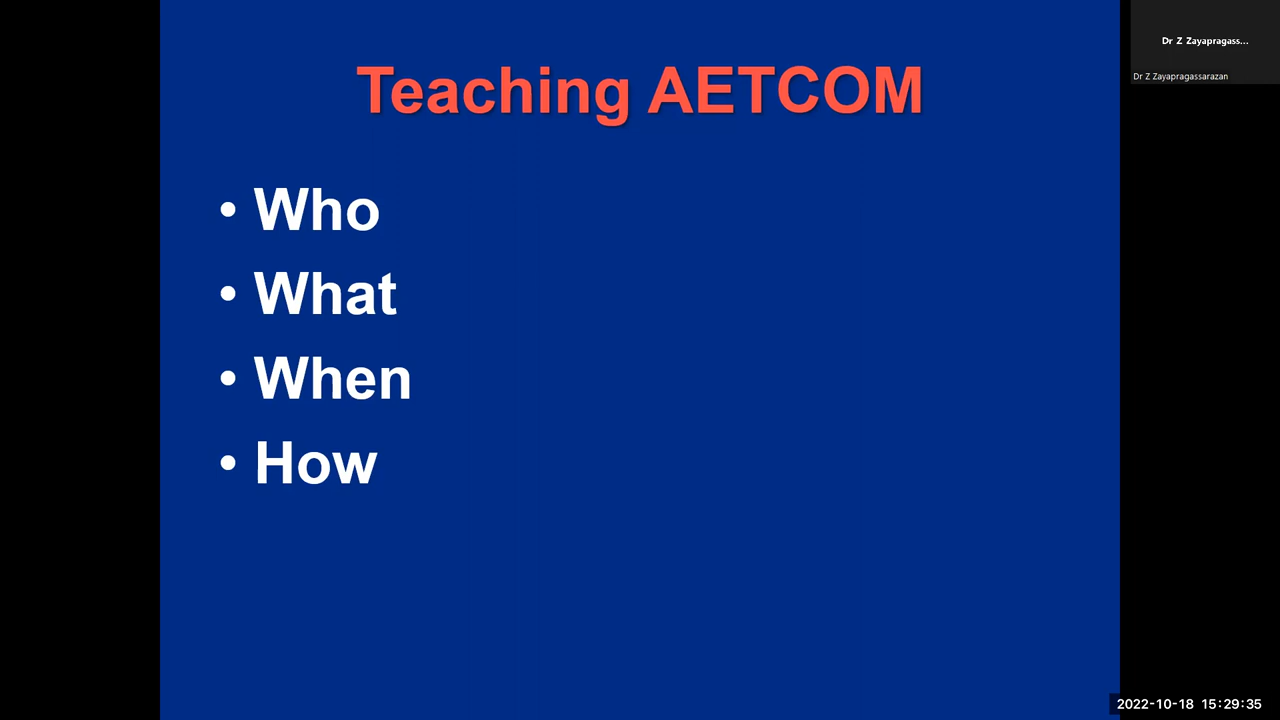 Teaching AETCOM
• Who
• What
• When
• How
Dr Z Zayapragass...
Dr Z Zayapragassarazan
2022-10-18 15:29:35